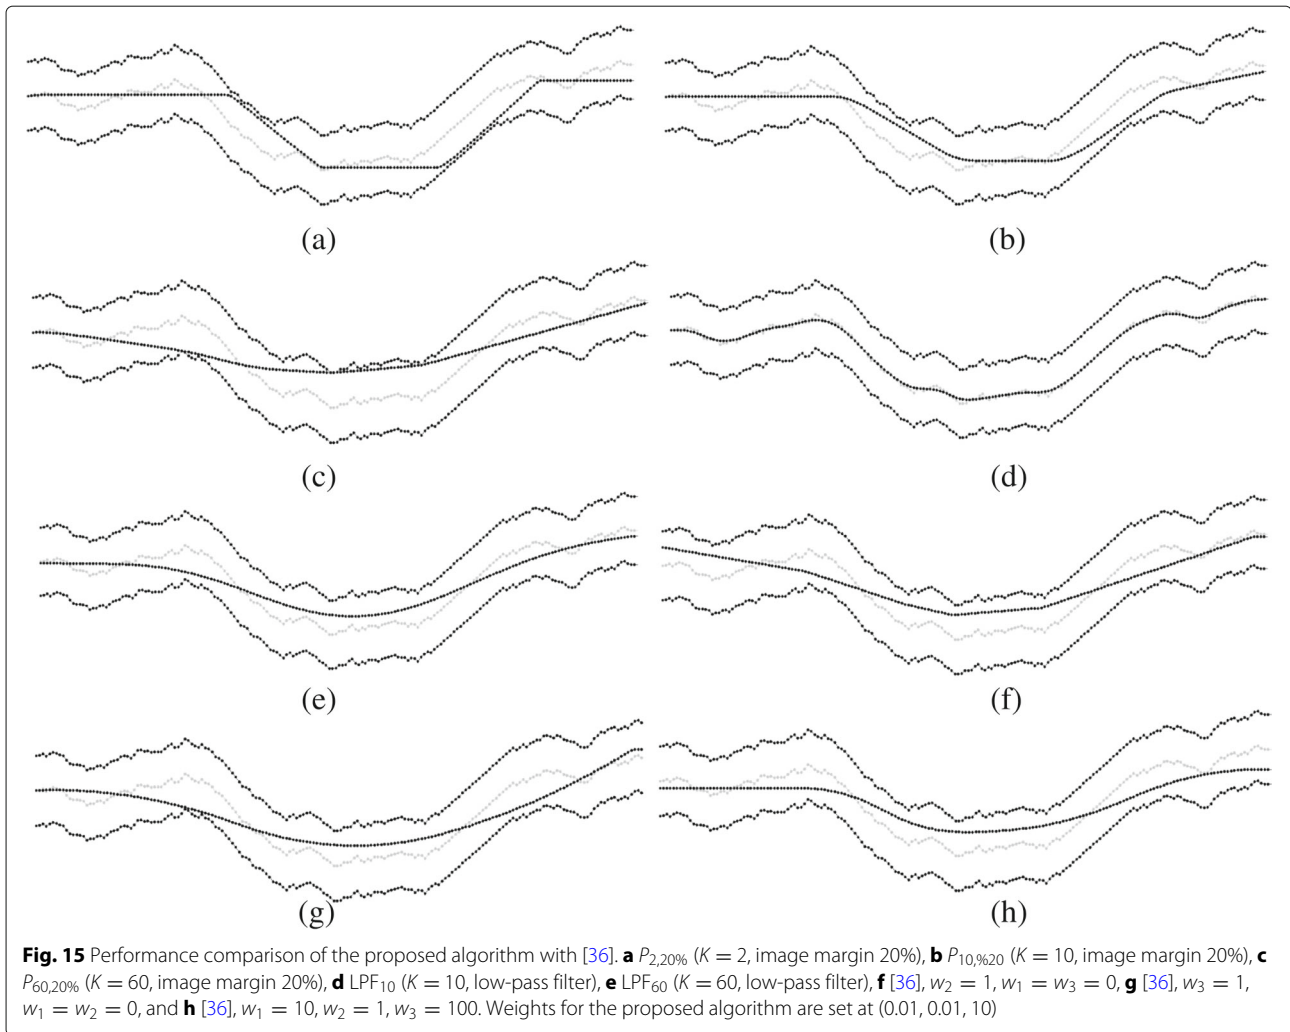 (a)
(b)
(c)
(d)
(e)
(f)
(g)
(h)
Fig. 15 Performance comparison of the proposed algorithm with [36]. a P2,20% (K = 2, image margin 20%), b P10,%20 (K = 10, image margin 20%), c
P60,20% (K = 60, image margin 20%), d LPF10 (K = 10, low-pass filter), e LPF60 (K = 60, low-pass filter), f [36], w2 = 1, w1 = w3 = 0, g [36], w3 = 1,
w1 = w2 = 0, and h [36], w1 = 10, w2 = 1, w3 = 100. Weights for the proposed algorithm are set at (0.01, 0.01, 10)